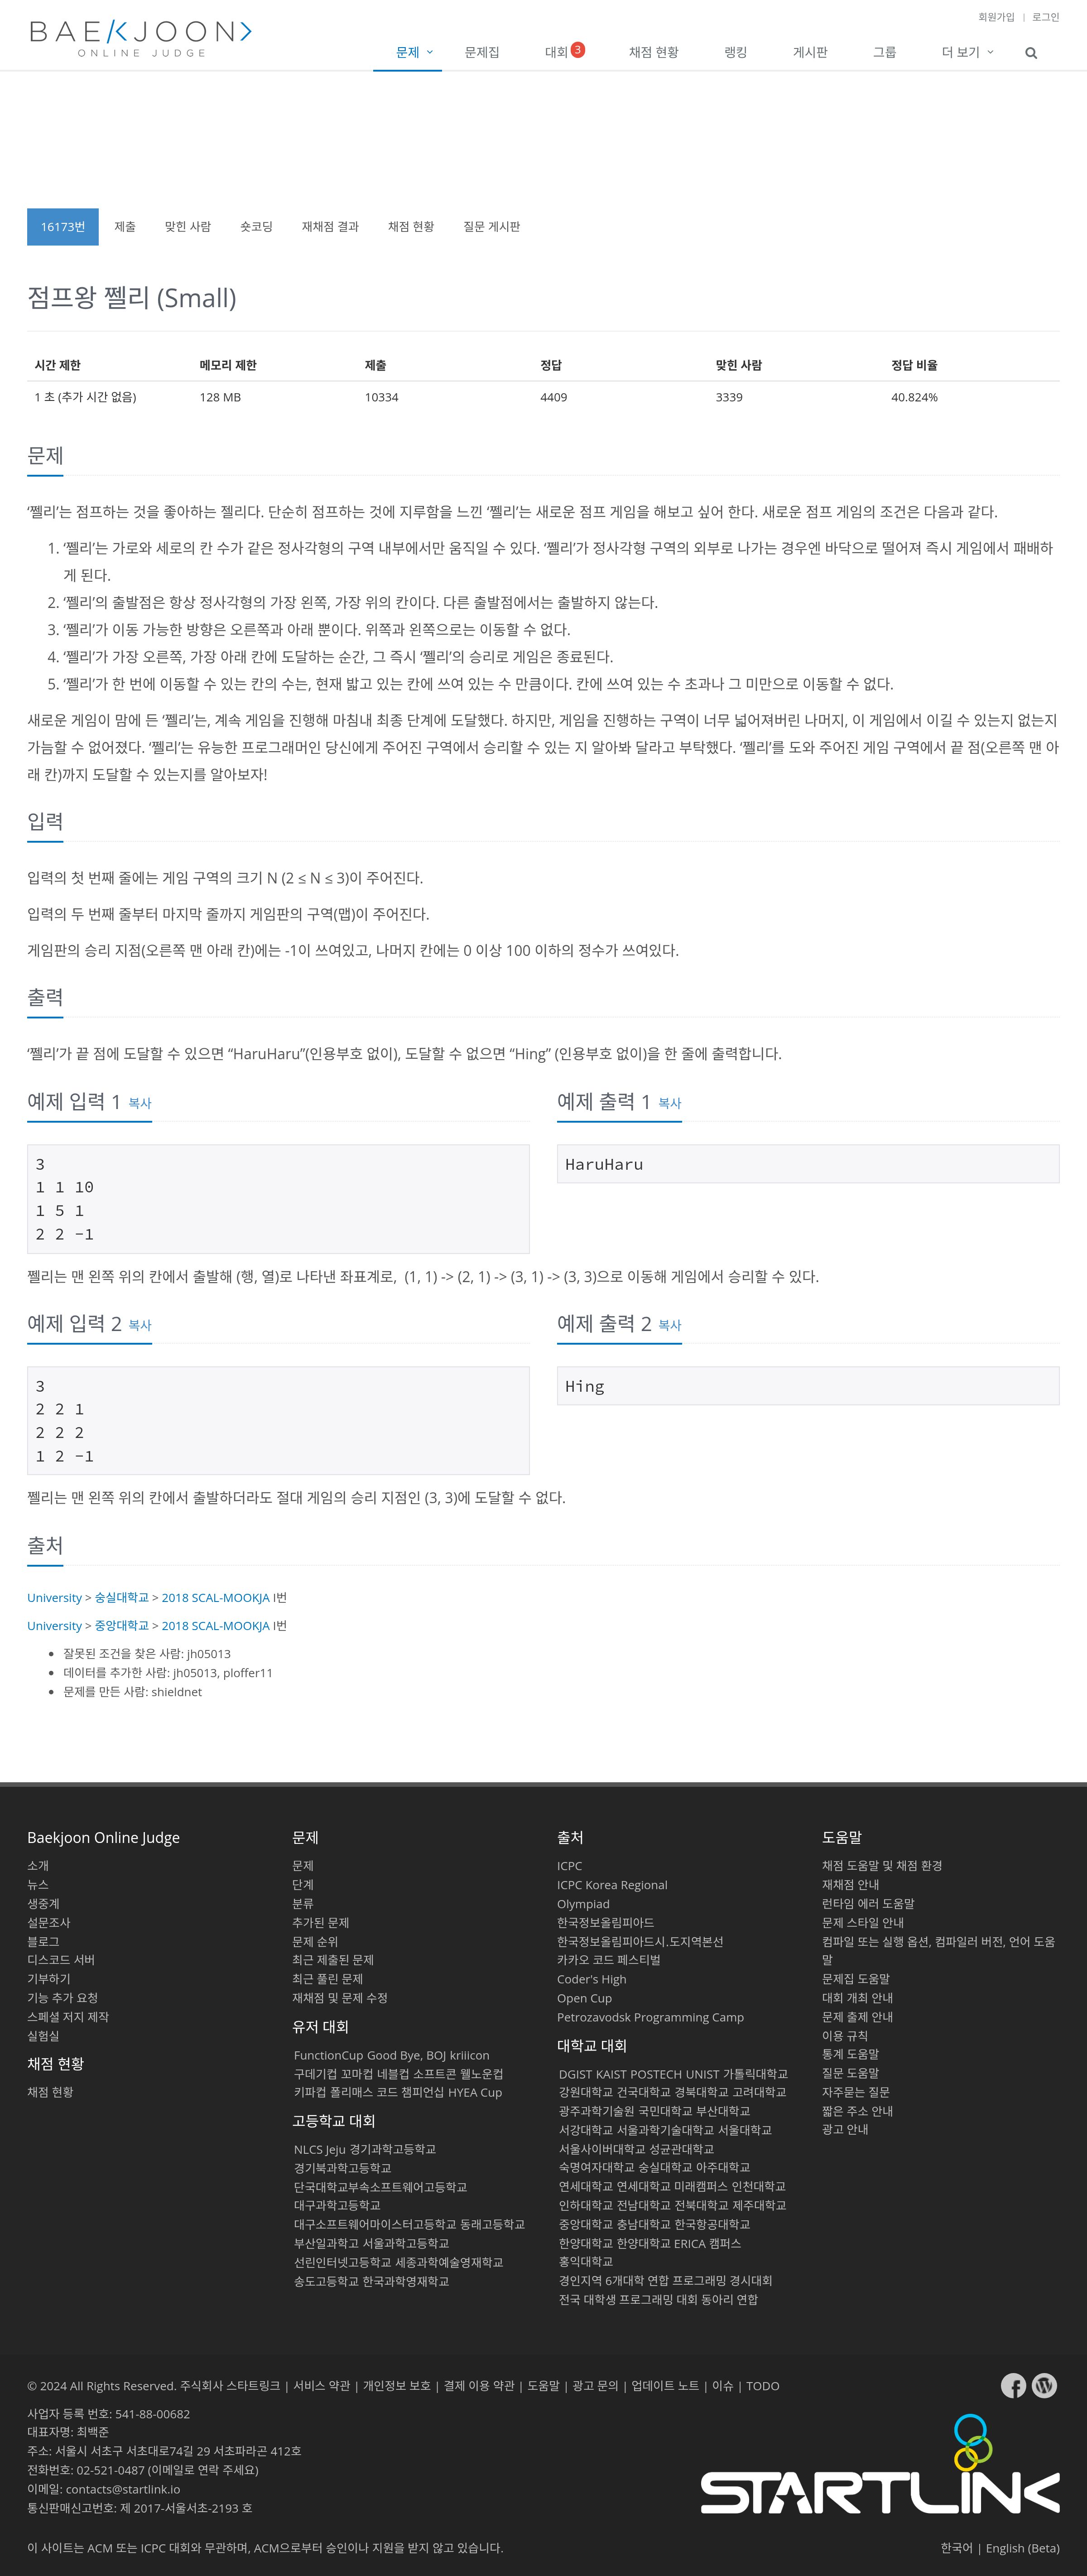 회원가입 | 로그인
BAEKJOON>
ONLINE JUDGE
문제 문제집 대회 3 채점 현황 랭킹 게시판 그룹 더 보기
16173번 제출 맞힌 사람 숏코딩 재채점 결과 채점 현황 질문 게시판
점프왕 쩰리 (Small)
시간 제한 메모리 제한 제출 정답 맞힌 사람 정답 비율
1 초 (추가 시간 없음) 128 MB 10334 4409 3339 40.824%
문제
‘쩰리’는 점프하는 것을 좋아하는 젤리다. 단순히 점프하는 것에 지루함을 느낀 ‘쩰리’는 새로운 점프 게임을 해보고 싶어 한다. 새로운 점프 게임의 조건은 다음과 같다.
1. ‘쩰리’는 가로와 세로의 칸 수가 같은 정사각형의 구역 내부에서만 움직일 수 있다. ‘쩰리’가 정사각형 구역의 외부로 나가는 경우엔 바닥으로 떨어져 즉시 게임에서 패배하
게 된다.
2. ‘쩰리’의 출발점은 항상 정사각형의 가장 왼쪽, 가장 위의 칸이다. 다른 출발점에서는 출발하지 않는다.
3. ‘쩰리’가 이동 가능한 방향은 오른쪽과 아래 뿐이다. 위쪽과 왼쪽으로는 이동할 수 없다.
4. ‘쩰리’가 가장 오른쪽, 가장 아래 칸에 도달하는 순간, 그 즉시 ‘쩰리’의 승리로 게임은 종료된다.
5. ‘쩰리’가 한 번에 이동할 수 있는 칸의 수는, 현재 밟고 있는 칸에 쓰여 있는 수 만큼이다. 칸에 쓰여 있는 수 초과나 그 미만으로 이동할 수 없다.
새로운 게임이 맘에 든 ‘쩰리’는, 계속 게임을 진행해 마침내 최종 단계에 도달했다. 하지만, 게임을 진행하는 구역이 너무 넓어져버린 나머지, 이 게임에서 이길 수 있는지 없는지
가늠할 수 없어졌다. ‘쩰리’는 유능한 프로그래머인 당신에게 주어진 구역에서 승리할 수 있는 지 알아봐 달라고 부탁했다. ‘쩰리’를 도와 주어진 게임 구역에서 끝 점(오른쪽 맨 아
래 칸)까지 도달할 수 있는지를 알아보자!
입력
입력의 첫 번째 줄에는 게임 구역의 크기 N (2 ≤ N ≤ 3)이 주어진다.
입력의 두 번째 줄부터 마지막 줄까지 게임판의 구역(맵)이 주어진다.
게임판의 승리 지점(오른쪽 맨 아래 칸)에는 -1이 쓰여있고, 나머지 칸에는 0 이상 100 이하의 정수가 쓰여있다.
출력
‘쩰리’가 끝 점에 도달할 수 있으면 “HaruHaru”(인용부호 없이), 도달할 수 없으면 “Hing” (인용부호 없이)을 한 줄에 출력합니다.
예제 입력 1 복사
3
1 1 10
1 5 1
2 2 -1
예제 출력 1 복사
HaruHaru
쩰리는 맨 왼쪽 위의 칸에서 출발해 (행, 열)로 나타낸 좌표계로,  (1, 1) -> (2, 1) -> (3, 1) -> (3, 3)으로 이동해 게임에서 승리할 수 있다.
예제 입력 2 복사
3
2 2 1
2 2 2
1 2 -1
예제 출력 2 복사
Hing
쩰리는 맨 왼쪽 위의 칸에서 출발하더라도 절대 게임의 승리 지점인 (3, 3)에 도달할 수 없다.
출처
University > 숭실대학교 > 2018 SCAL-MOOKJA I번
University > 중앙대학교 > 2018 SCAL-MOOKJA I번
• 잘못된 조건을 찾은 사람: jh05013
• 데이터를 추가한 사람: jh05013, ploffer11
• 문제를 만든 사람: shieldnet
Baekjoon Online Judge
소개
뉴스
생중계
설문조사
블로그
디스코드 서버
기부하기
기능 추가 요청
스페셜 저지 제작
실험실
채점 현황
채점 현황
문제
문제
단계
분류
추가된 문제
문제 순위
최근 제출된 문제
최근 풀린 문제
재채점 및 문제 수정
유저 대회
FunctionCup Good Bye, BOJ kriiicon
구데기컵 꼬마컵 네블컵 소프트콘 웰노운컵
키파컵 폴리매스 코드 챔피언십 HYEA Cup
고등학교 대회
NLCS Jeju 경기과학고등학교
경기북과학고등학교
단국대학교부속소프트웨어고등학교
대구과학고등학교
대구소프트웨어마이스터고등학교 동래고등학교
부산일과학고 서울과학고등학교
선린인터넷고등학교 세종과학예술영재학교
송도고등학교 한국과학영재학교
출처
ICPC
ICPC Korea Regional
Olympiad
한국정보올림피아드
한국정보올림피아드시.도지역본선
카카오 코드 페스티벌
Coder's High
Open Cup
Petrozavodsk Programming Camp
대학교 대회
DGIST KAIST POSTECH UNIST 가톨릭대학교
강원대학교 건국대학교 경북대학교 고려대학교
광주과학기술원 국민대학교 부산대학교
서강대학교 서울과학기술대학교 서울대학교
서울사이버대학교 성균관대학교
숙명여자대학교 숭실대학교 아주대학교
연세대학교 연세대학교 미래캠퍼스 인천대학교
인하대학교 전남대학교 전북대학교 제주대학교
중앙대학교 충남대학교 한국항공대학교
한양대학교 한양대학교 ERICA 캠퍼스
홍익대학교
경인지역 6개대학 연합 프로그래밍 경시대회
전국 대학생 프로그래밍 대회 동아리 연합
도움말
채점 도움말 및 채점 환경
재채점 안내
런타임 에러 도움말
문제 스타일 안내
컴파일 또는 실행 옵션, 컴파일러 버전, 언어 도움
말
문제집 도움말
대회 개최 안내
문제 출제 안내
이용 규칙
통계 도움말
질문 도움말
자주묻는 질문
짧은 주소 안내
광고 안내
© 2024 All Rights Reserved. 주식회사 스타트링크 | 서비스 약관 | 개인정보 보호 | 결제 이용 약관 | 도움말 | 광고 문의 | 업데이트 노트 | 이슈 | TODO
사업자 등록 번호: 541-88-00682
대표자명: 최백준
주소: 서울시 서초구 서초대로74길 29 서초파라곤 412호
전화번호: 02-521-0487 (이메일로 연락 주세요)
이메일: contacts@startlink.io
통신판매신고번호: 제 2017-서울서초-2193 호
STARTLINK
이 사이트는 ACM 또는 ICPC 대회와 무관하며, ACM으로부터 승인이나 지원을 받지 않고 있습니다.
한국어 | English (Beta)